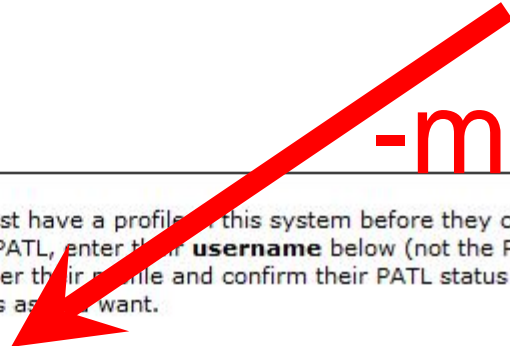 -m
st have a profile this system before they c
PATL, enter their username below (not the P
er their profile and confirm their PATL status
s as want.